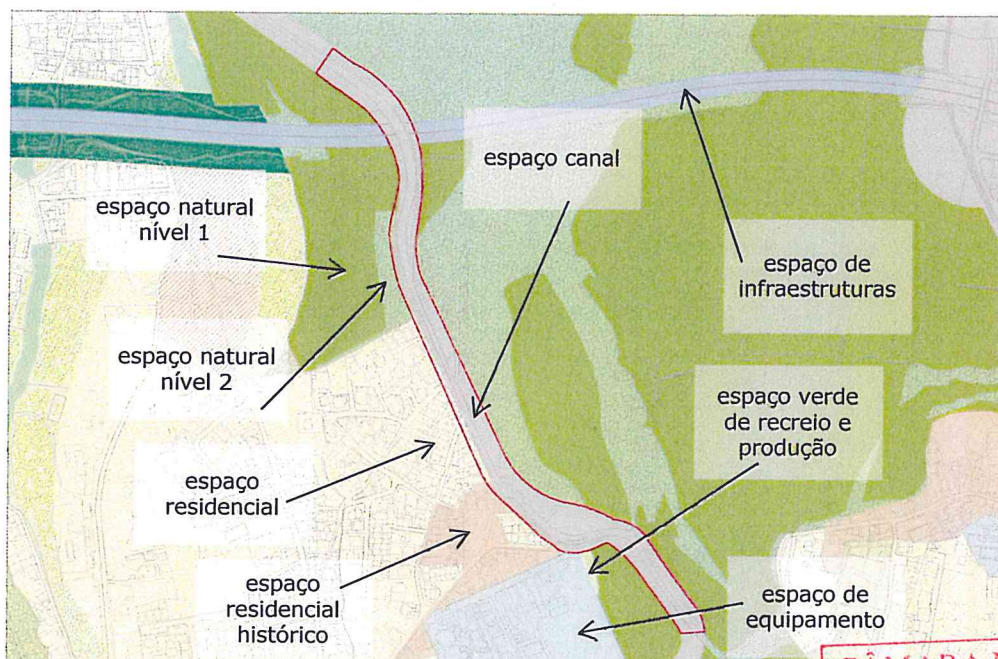 espaço canal
espaço natural
nível 1
espaço de
infraestruturas
espaço natural
nível 2
espaço verde
de recreio e
produção
espaço
residencial
espaço
residencial
histórico
espaço de
equipamento